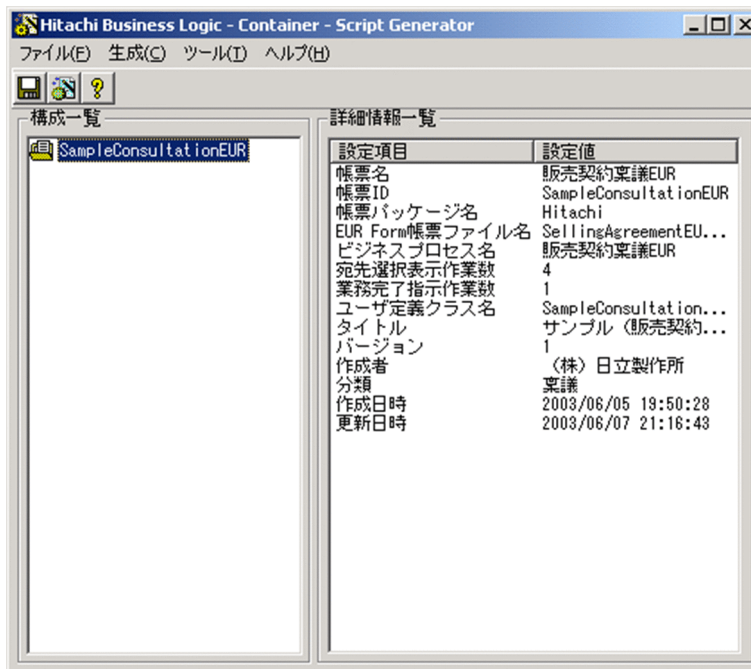 Hitachi Business Logic - Container - Script Generator
ファイル(F) 生成(C) ツール(T) ヘルプ(H)
構成一覧
SampleConsultationEUR
詳細情報一覧
設定項目 設定値
帳票名 販売契約稟議EUR
帳票ID SampleConsultationEUR
帳票パッケージ名 Hitachi
EUR Form帳票ファイル名 SellingAgreementEU...
ビジネスプロセス名 販売契約稟議EUR
宛先選択表示作業数 4
業務完了指示作業数 1
ユーザ定義クラス名 SampleConsultation...
タイトル サンプル（販売契約...
バージョン 1
作成者 （株）日立製作所
分類 稟議
作成日時 2003/06/05 19:50:28
更新日時 2003/06/07 21:16:43